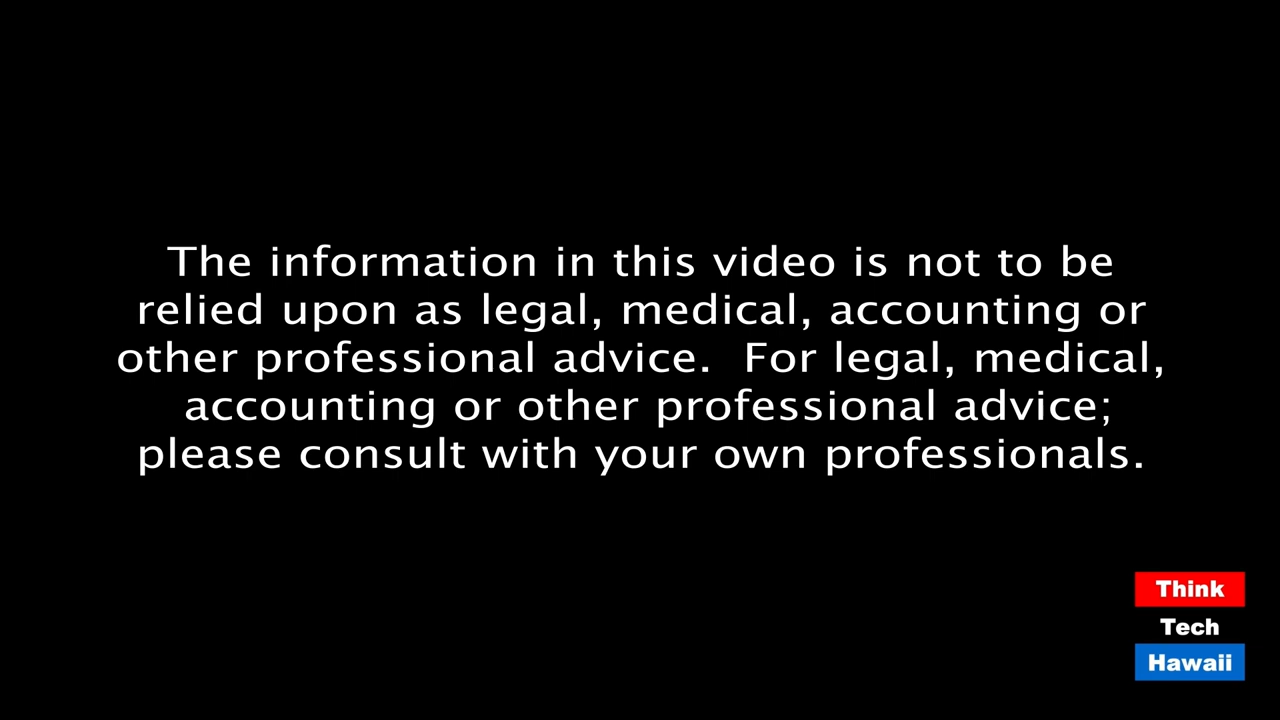 The information in this video is not to be
relied upon as legal, medical, accounting or
other professional advice.  For legal, medical,
accounting or other professional advice;
please consult with your own professionals.
Think
Tech
Hawaii